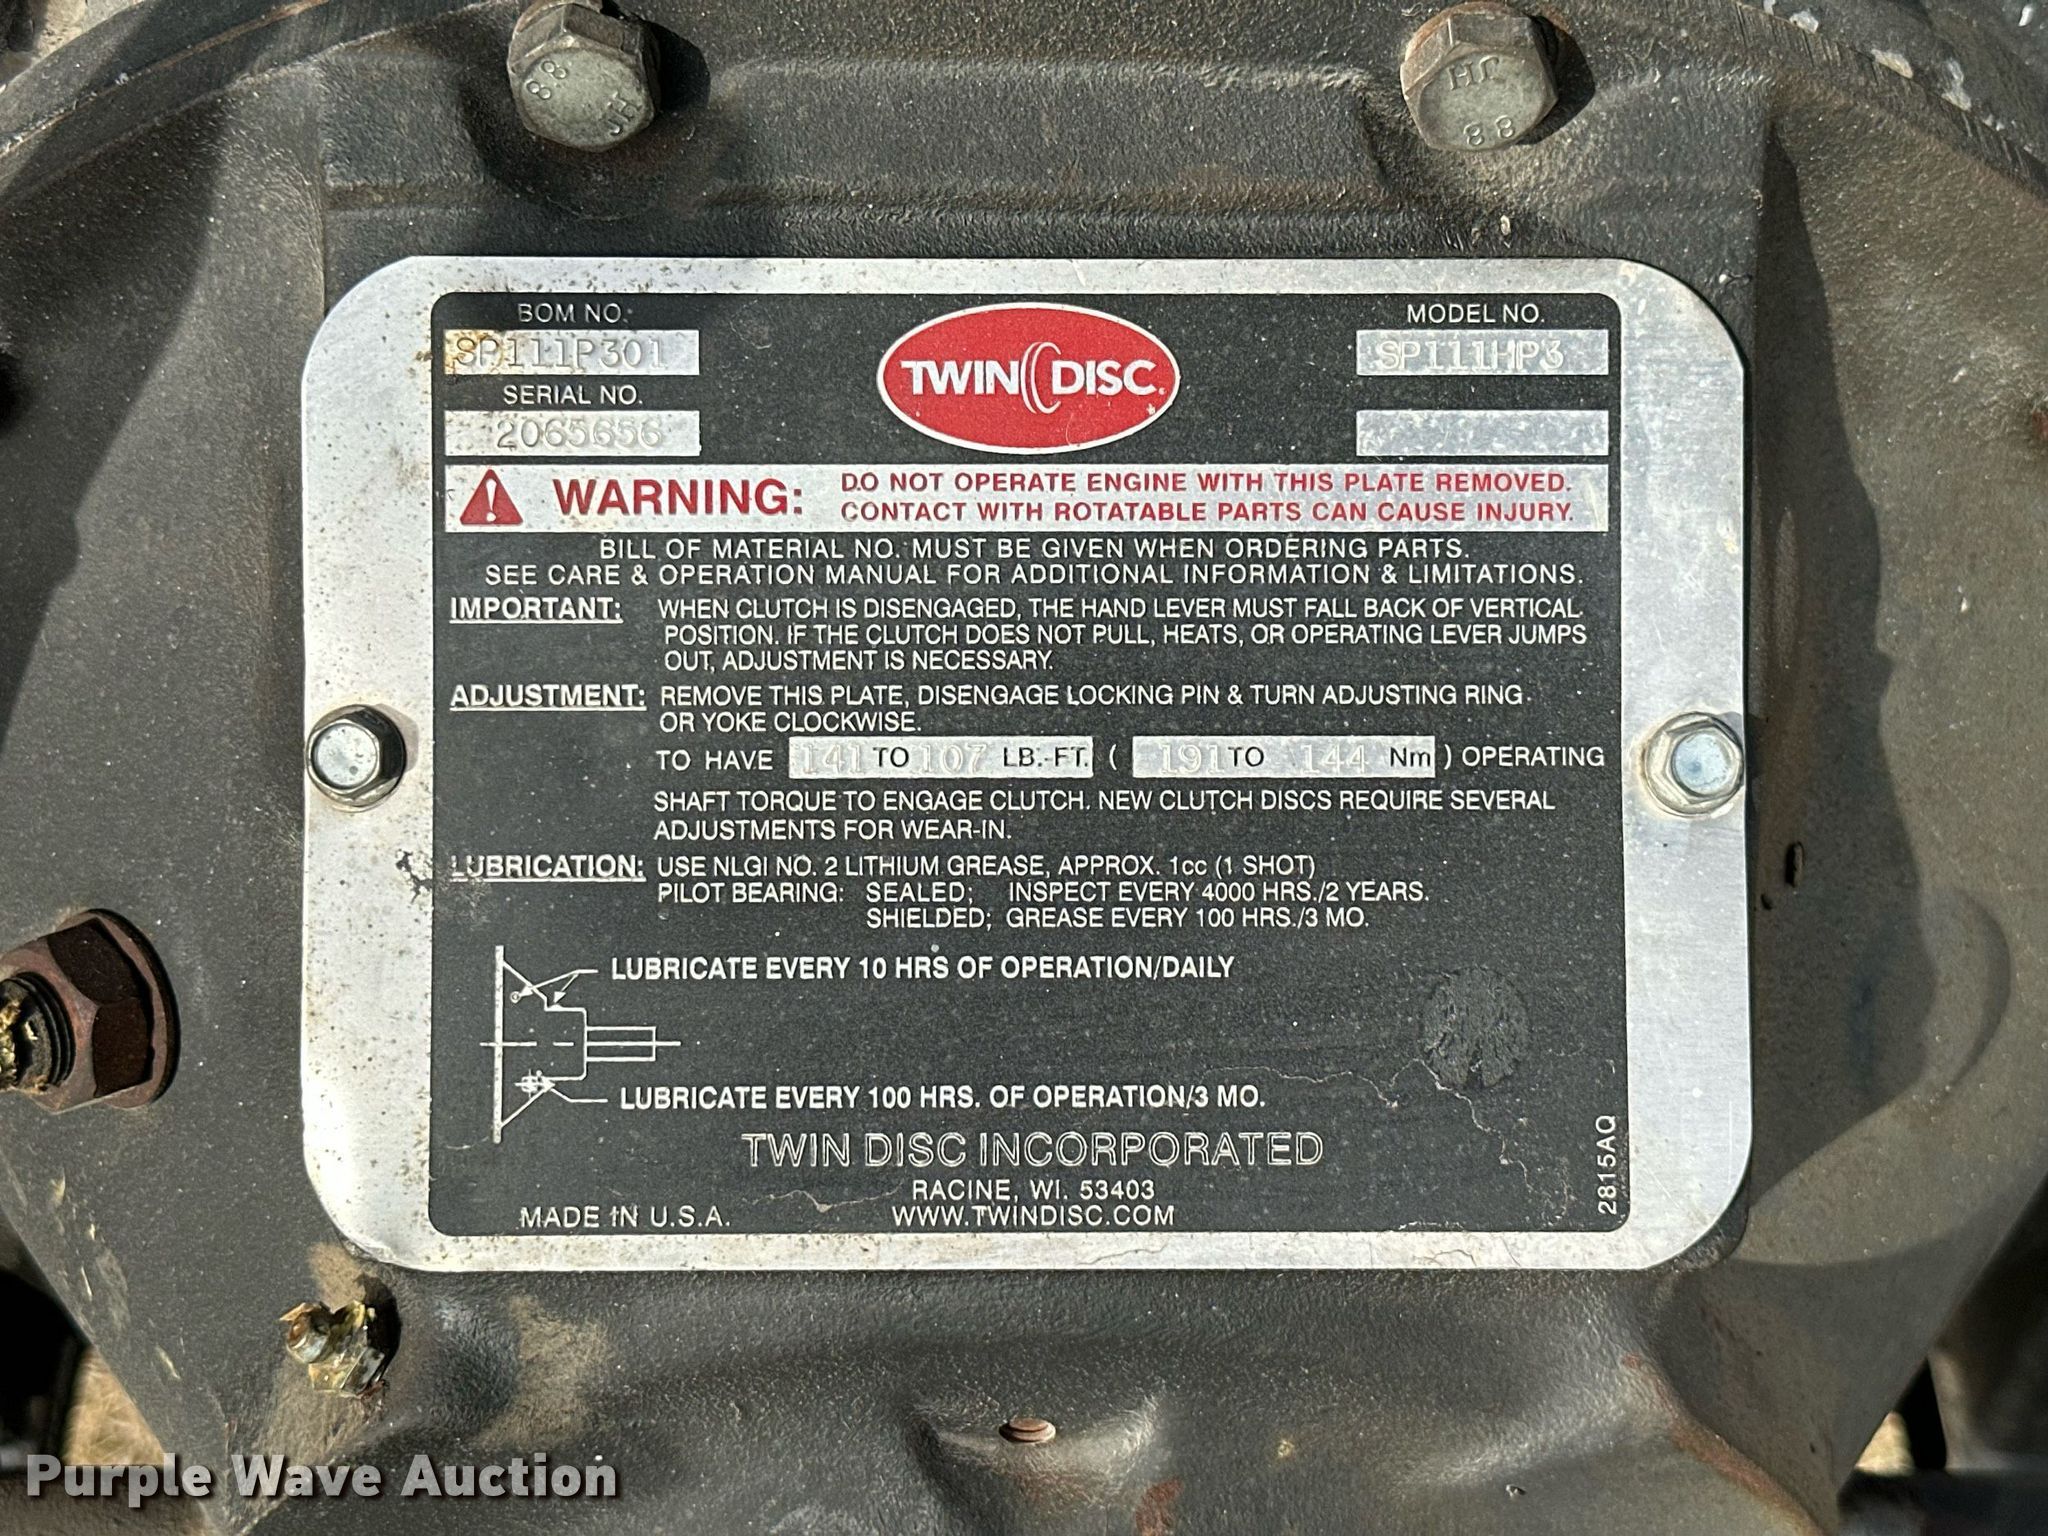 88
JH
JH
88
BOM NO.
SP111P301
SERIAL NO.
2065656
TWIN DISC
MODEL NO.
SP111HP3
WARNING: DO NOT OPERATE ENGINE WITH THIS PLATE REMOVED.
CONTACT WITH ROTATABLE PARTS CAN CAUSE INJURY.
BILL OF MATERIAL NO. MUST BE GIVEN WHEN ORDERING PARTS.
SEE CARE & OPERATION MANUAL FOR ADDITIONAL INFORMATION & LIMITATIONS.
IMPORTANT: WHEN CLUTCH IS DISENGAGED, THE HAND LEVER MUST FALL BACK OF VERTICAL
POSITION. IF THE CLUTCH DOES NOT PULL, HEATS, OR OPERATING LEVER JUMPS
OUT, ADJUSTMENT IS NECESSARY.
ADJUSTMENT: REMOVE THIS PLATE, DISENGAGE LOCKING PIN & TURN ADJUSTING RING
OR YOKE CLOCKWISE.
TO HAVE 141 TO 107 LB.-FT. ( 191 TO 144 Nm ) OPERATING
SHAFT TORQUE TO ENGAGE CLUTCH. NEW CLUTCH DISCS REQUIRE SEVERAL
ADJUSTMENTS FOR WEAR-IN.
LUBRICATION: USE NLGI NO. 2 LITHIUM GREASE, APPROX. 1cc (1 SHOT)
PILOT BEARING: SEALED; INSPECT EVERY 4000 HRS./2 YEARS.
SHIELDED; GREASE EVERY 100 HRS./3 MO.
LUBRICATE EVERY 10 HRS OF OPERATION/DAILY
LUBRICATE EVERY 100 HRS. OF OPERATION/3 MO.
TWIN DISC INCORPORATED
RACINE, WI. 53403
MADE IN U.S.A. WWW.TWINDISC.COM
2815AQ
Purple Wave Auction